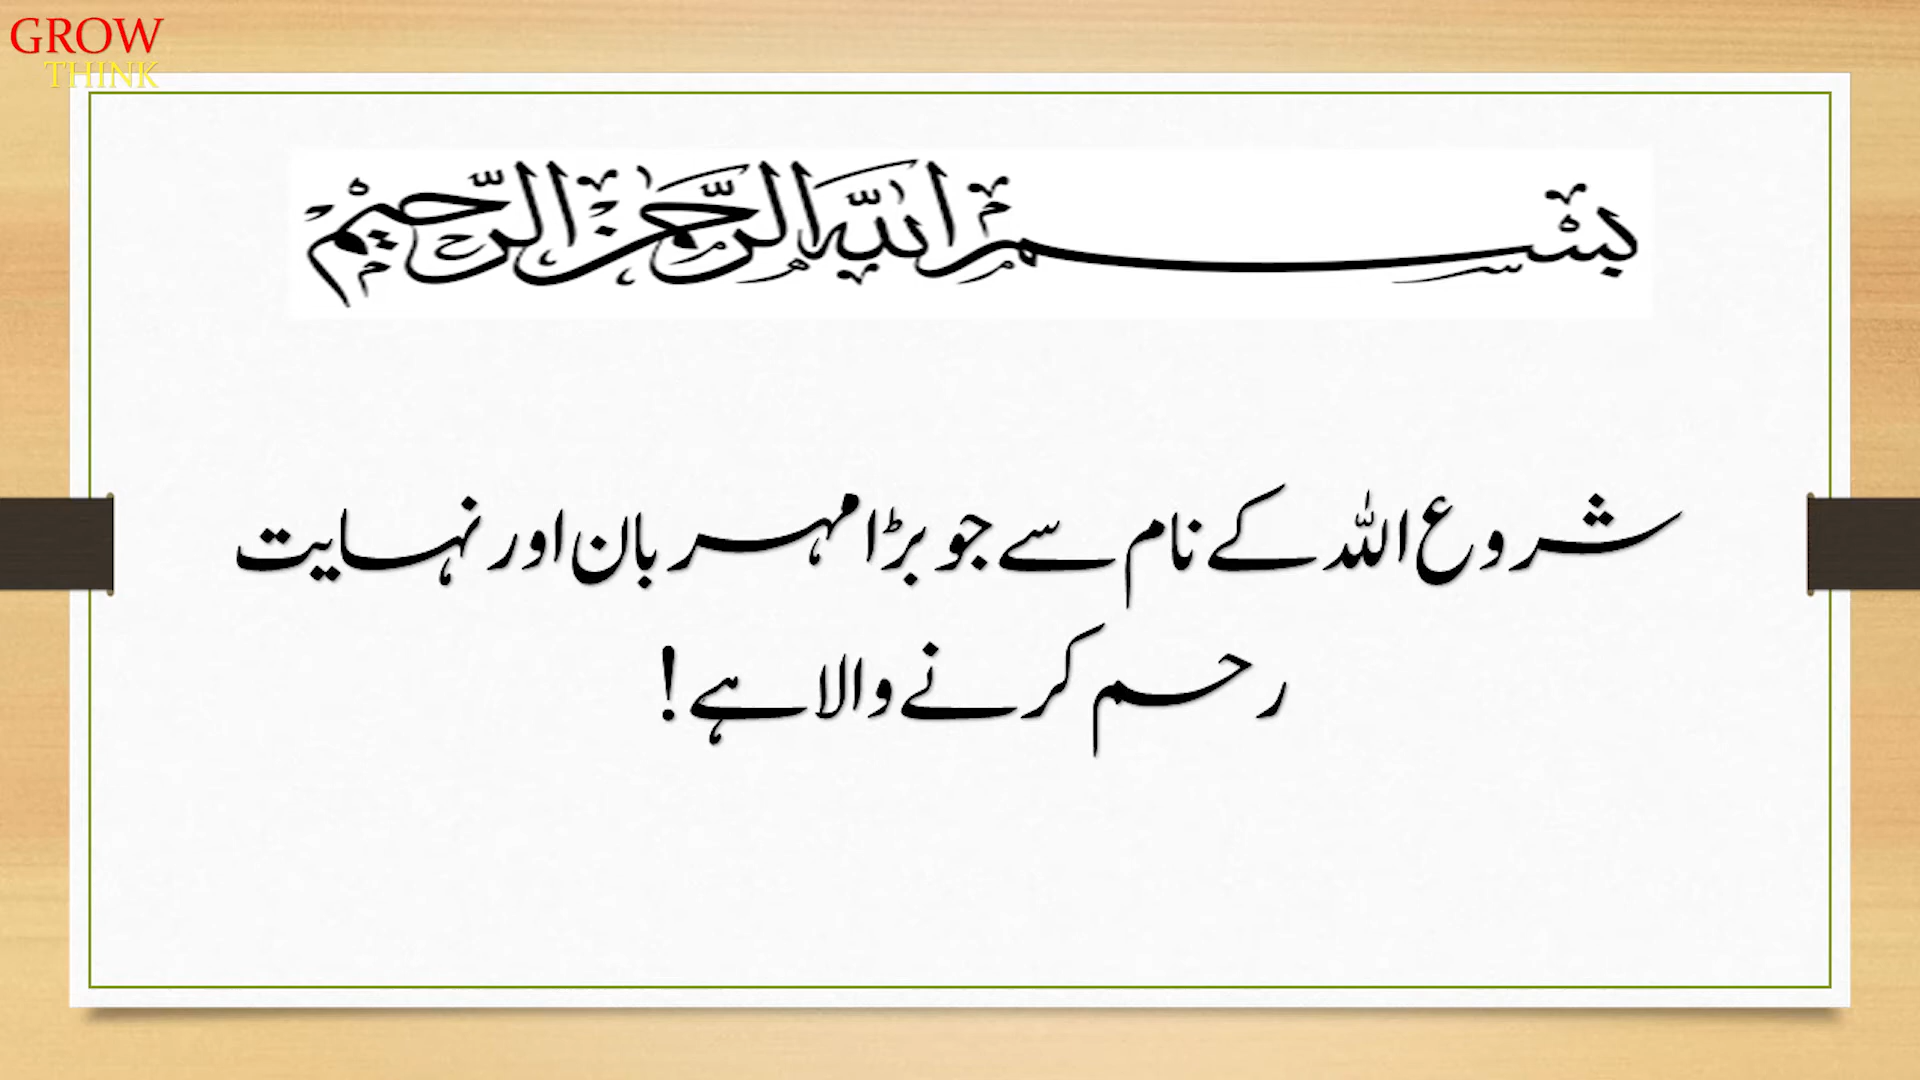 GROW
THINK
بِسْمِ اللّٰهِ الرَّحْمٰنِ الرَّحِيْمِ
شروع اللہ کے نام سے جو بڑا مہربان اور نہایت
رحم کرنے والا ہے !